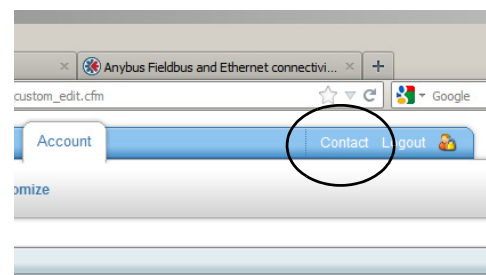 Anybus Fieldbus and Ethernet connectivi...
custom_edit.cfm Google
Account Contact Logout
omize